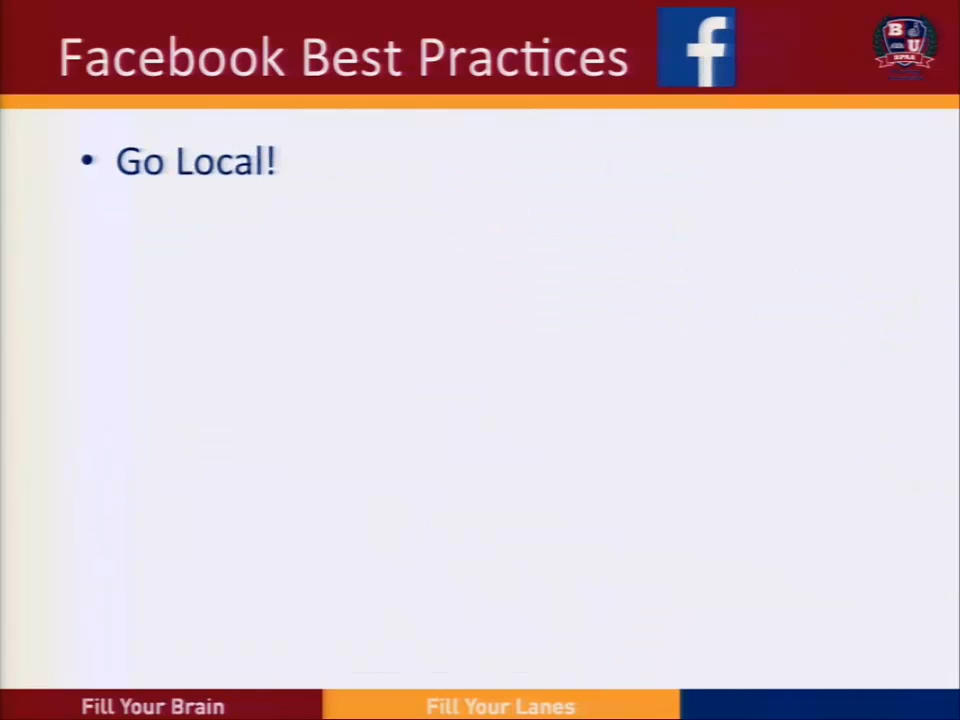 Facebook Best Practices
• Go Local!
Fill Your Brain
Fill Your Lanes